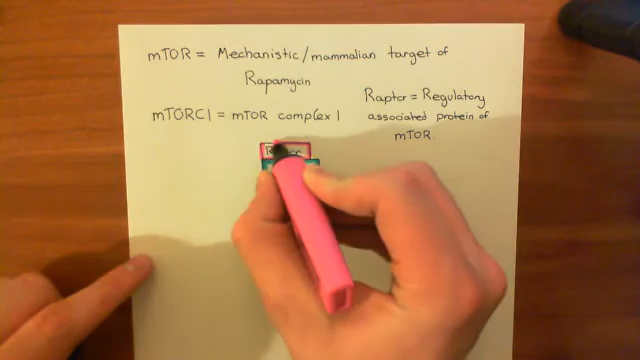 mTOR = Mechanistic/mammalian target of
Rapamycin
mTORC1 = mTOR complex 1
Raptor = Regulatory
associated protein of
mTOR.